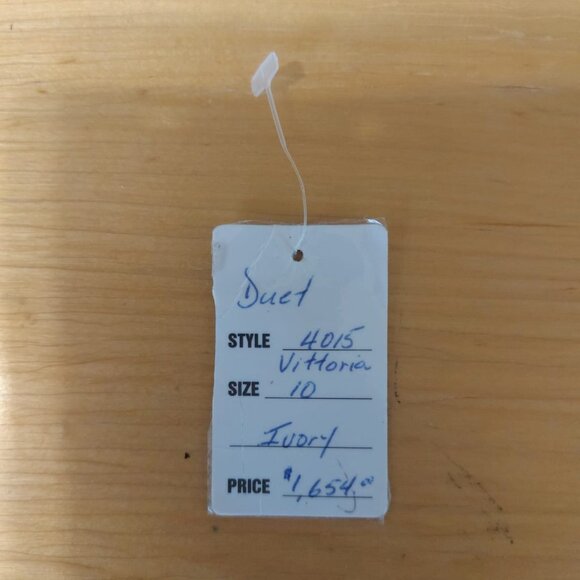 Duet
STYLE 4015
Vittoria
SIZE 10
Ivory
PRICE $1,654.00